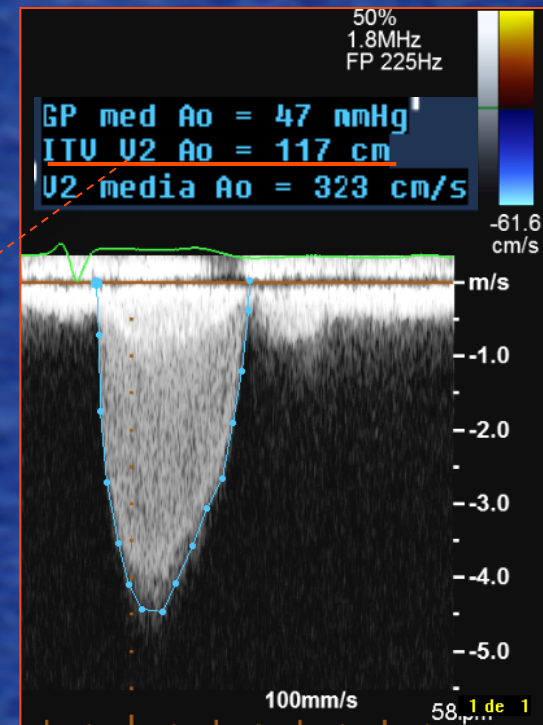 50%
1.8MHz
FP 225Hz
GP med Ao = 47 mmHg
ITV V2 Ao = 117 cm
V2 media Ao = 323 cm/s
-61.6
cm/s
m/s
-1.0
-2.0
-3.0
-4.0
-5.0
100mm/s
1 de 1